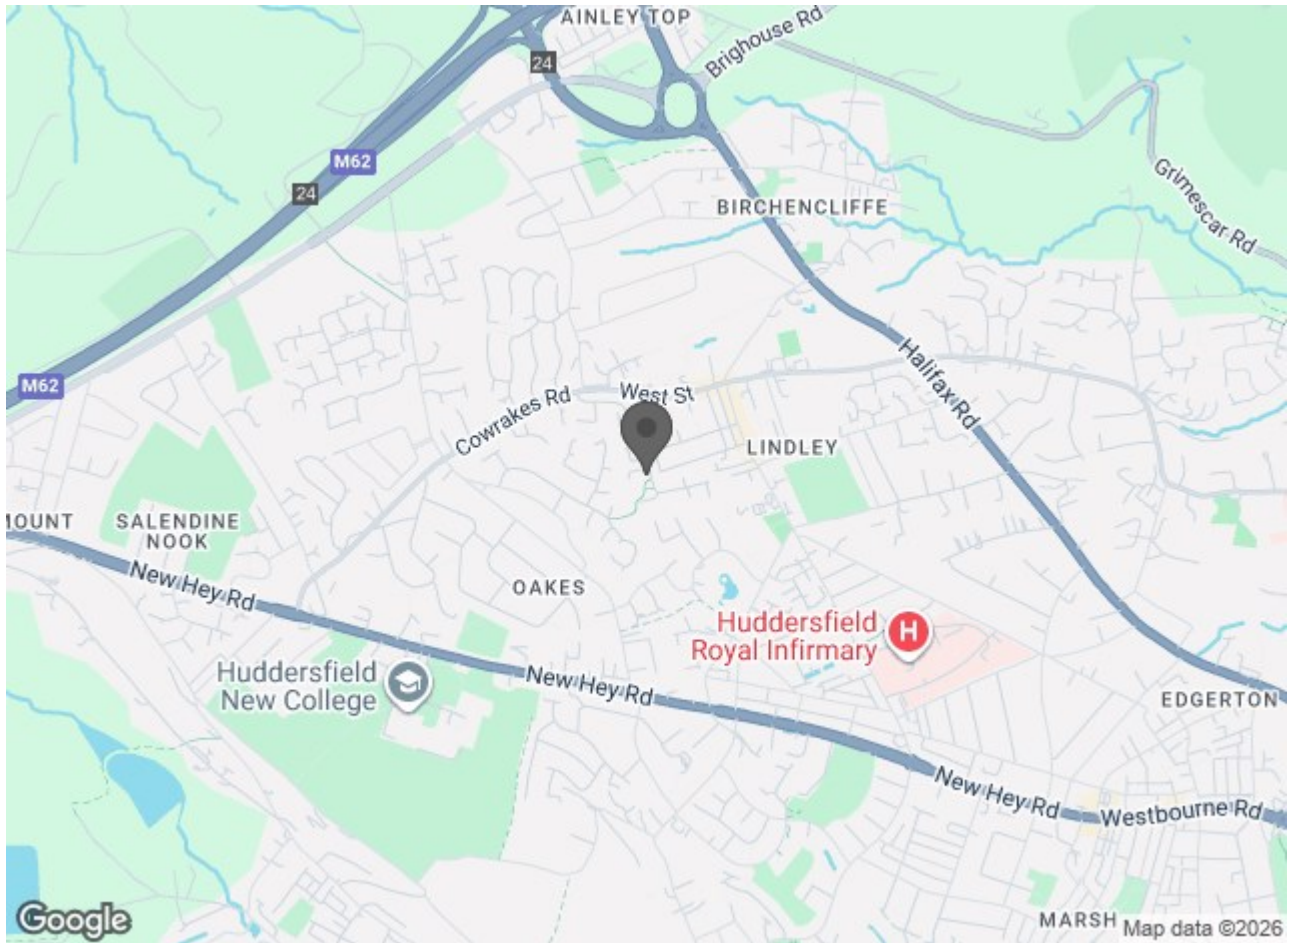 AINLEY TOP
Brighouse Rd
24
M62
24
Grimescar Rd
BIRCHENCLIFFE
M62
Halifax Rd
West St
Cowrakes Rd
LINDLEY
MOUNT
SALENDINE
NOOK
New Hey Rd
OAKES
Huddersfield
Royal Infirmary
H
Huddersfield
New College
New Hey Rd
EDGERTON
New Hey Rd
Westbourne Rd
MARSH
Google
Map data ©2026